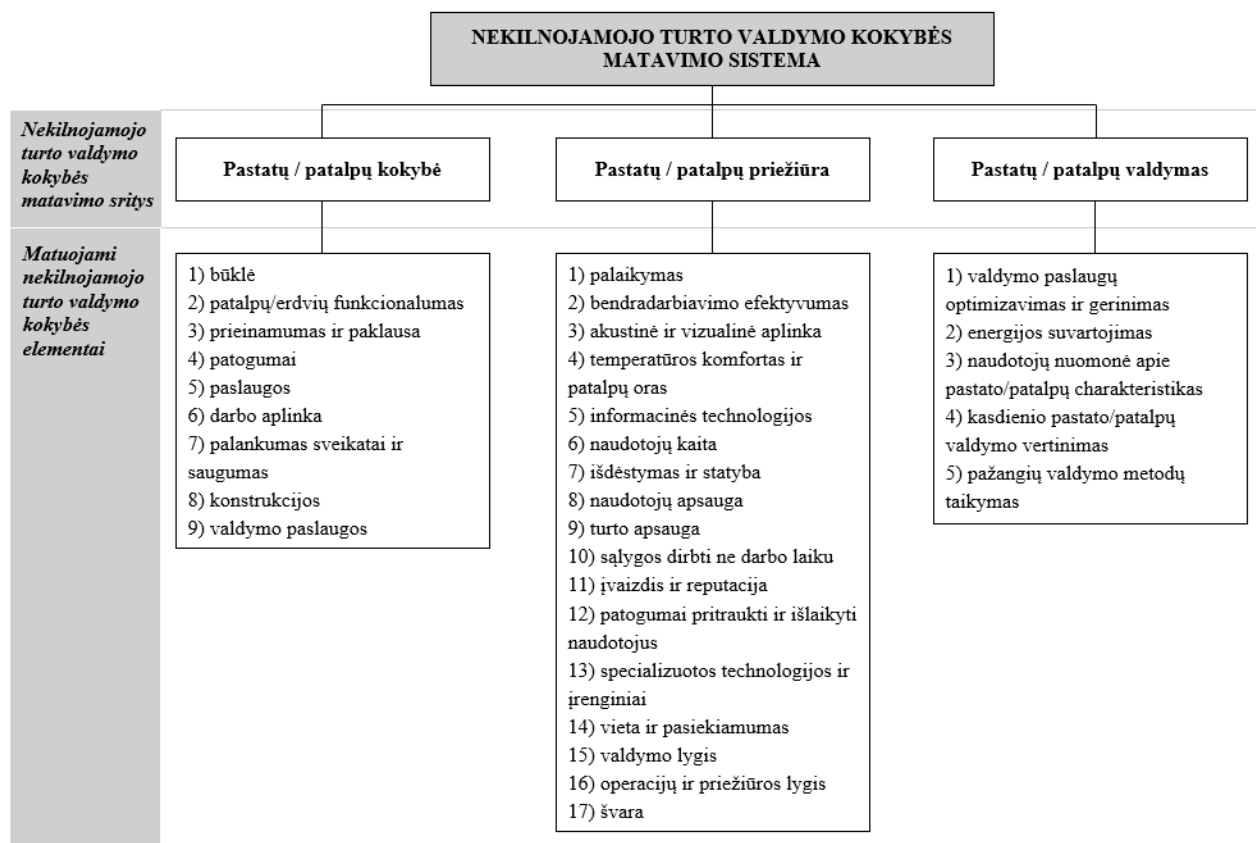 NEKILNOJAMOJO TURTO VALDYMO KOKYBĖS
MATAVIMO SISTEMA
Nekilnojamojo
turto valdymo
kokybės
matavimo sritys
Pastatų / patalpų kokybė
Pastatų / patalpų priežiūra
Pastatų / patalpų valdymas
Matuojami
nekilnojamojo
turto valdymo
kokybės
elementai
1) būklė
2) patalpų/erdvių funkcionalumas
3) prieinamumas ir paklausa
4) patogumai
5) paslaugos
6) darbo aplinka
7) palankumas sveikatai ir
saugumas
8) konstrukcijos
9) valdymo paslaugos
1) palaikymas
2) bendradarbiavimo efektyvumas
3) akustinė ir vizualinė aplinka
4) temperatūros komfortas ir
patalpų oras
5) informacinės technologijos
6) naudotojų kaita
7) išdėstymas ir statyba
8) naudotojų apsauga
9) turto apsauga
10) sąlygos dirbti ne darbo laiku
11) įvaizdis ir reputacija
12) patogumai pritraukti ir išlaikyti
naudotojus
13) specializuotos technologijos ir
įrenginiai
14) vieta ir pasiekiamumas
15) valdymo lygis
16) operacijų ir priežiūros lygis
17) švara
1) valdymo paslaugų
optimizavimas ir gerinimas
2) energijos suvartojimas
3) naudotojų nuomonė apie
pastato/patalpų charakteristikas
4) kasdienio pastato/patalpų
valdymo vertinimas
5) pažangių valdymo metodų
taikymas